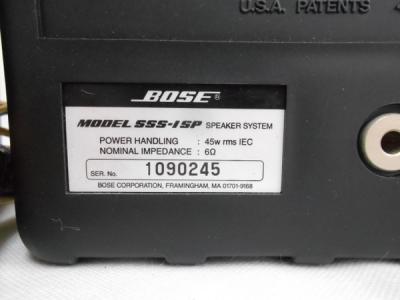 U.S.A. PATENTS
BOSE®
MODEL SSS-1SP SPEAKER SYSTEM
POWER HANDLING : 45w rms IEC
NOMINAL IMPEDANCE : 6Ω
SER. No. 1090245
BOSE CORPORATION, FRAMINGHAM, MA 01701-9168